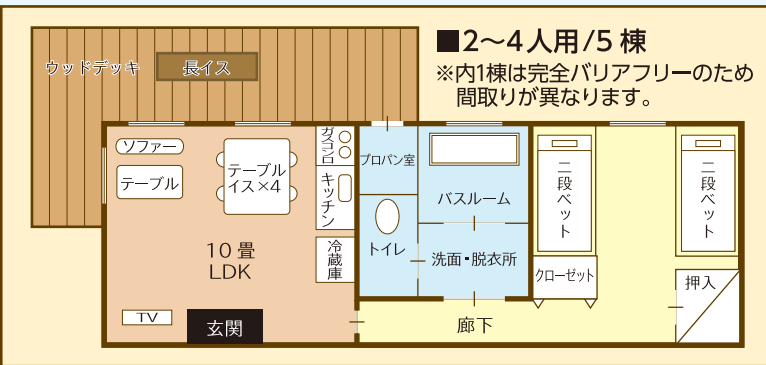 ■2～4人用/5棟
※内1棟は完全バリアフリーのため
間取りが異なります。
ウッドデッキ
長イス
ソファー
テーブル
テーブル
イス×4
ガスコンロ
キッチン
冷蔵庫
10畳
LDK
TV
玄関
プロパン室
トイレ
バスルーム
洗面・脱衣所
廊下
二段ベット
クローゼット
二段ベット
押入